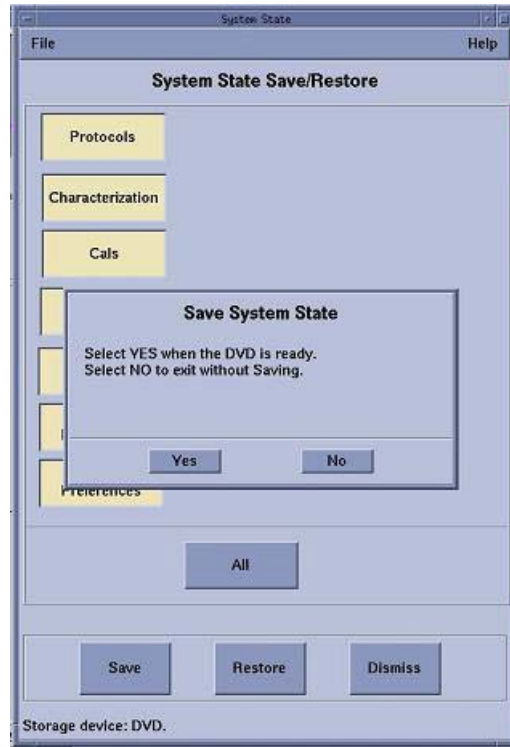 System State
File Help
System State Save/Restore
Protocols
Characterization
Cals
Save System State
Select YES when the DVD is ready.
Select NO to exit without Saving.
Yes No
Preferences
All
Save Restore Dismiss
Storage device: DVD.